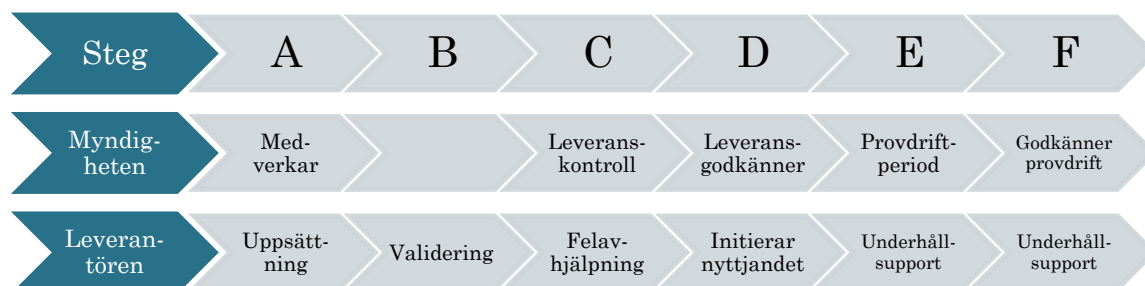 Steg
A
B
C
D
E
F
Myndig-
heten
Med-
verkar
Leverans-
kontroll
Leverans-
godkänner
Provdrift-
period
Godkänner
provdrift
Leveran-
tören
Uppsätt-
ning
Validering
Felav-
hjälpning
Initierar
nyttjandet
Underhåll-
support
Underhåll-
support